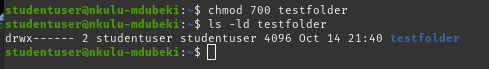 studentuser@nkulu-mdubeki:~$ chmod 700 testfolder
studentuser@nkulu-mdubeki:~$ ls -ld testfolder
drwx------ 2 studentuser studentuser 4096 Oct 14 21:40 testfolder
studentuser@nkulu-mdubeki:~$